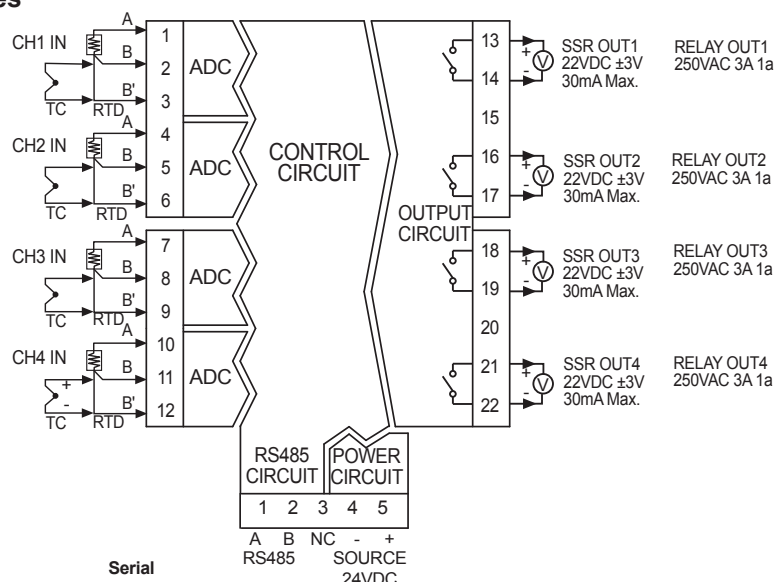 es
A
CH1 IN
B
B'
TC
RTD
1
2
3
ADC
A
CH2 IN
B
B'
TC
RTD
4
5
6
ADC
A
CH3 IN
B
B'
TC
RTD
7
8
9
ADC
A
CH4 IN
B
B'
+
-
TC
RTD
10
11
12
ADC
CONTROL
CIRCUIT
OUTPUT
CIRCUIT
13
14
15
16
17
18
19
20
21
22
+
-
V
SSR OUT1
22VDC ±3V
30mA Max.
RELAY OUT1
250VAC 3A 1a
+
-
V
SSR OUT2
22VDC ±3V
30mA Max.
RELAY OUT2
250VAC 3A 1a
+
-
V
SSR OUT3
22VDC ±3V
30mA Max.
RELAY OUT3
250VAC 3A 1a
+
-
V
SSR OUT4
22VDC ±3V
30mA Max.
RELAY OUT4
250VAC 3A 1a
RS485
CIRCUIT
POWER
CIRCUIT
1 2 3 4 5
A B NC - +
RS485
SOURCE
24VDC
Serial